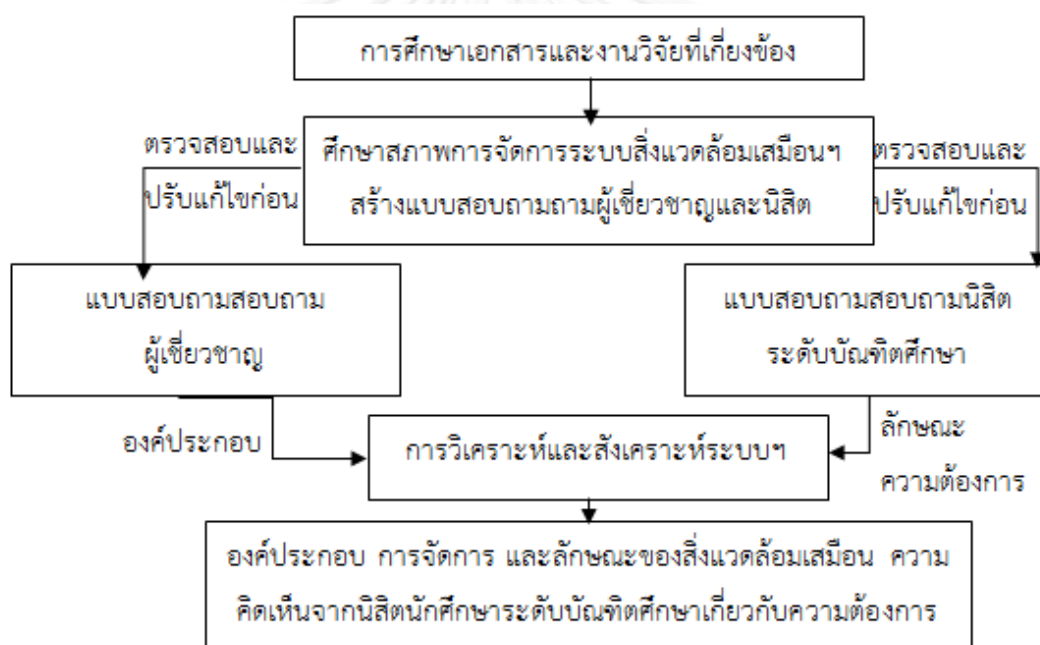 การศึกษาเอกสารและงานวิจัยที่เกี่ยงข้อง
ตรวจสอบและ
ปรับแก้ไขก่อน
ศึกษาสภาพการจัดการระบบสิ่งแวดล้อมเสมือนฯ
สร้างแบบสอบถามถามผู้เชี่ยวชาญและนิสิต
ตรวจสอบและ
ปรับแก้ไขก่อน
แบบสอบถามสอบถาม
ผู้เชี่ยวชาญ
แบบสอบถามสอบถามนิสิต
ระดับบัณฑิตศึกษา
องค์ประกอบ
การวิเคราะห์และสังเคราะห์ระบบฯ
ลักษณะ
ความต้องการ
องค์ประกอบ การจัดการ และลักษณะของสิ่งแวดล้อมเสมือน ความ
คิดเห็นจากนิสิตนักศึกษาระดับบัณฑิตศึกษาเกี่ยวกับความต้องการ